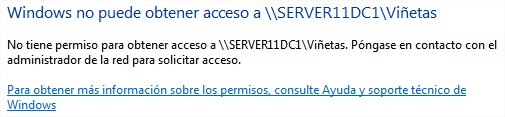 Windows no puede obtener acceso a \\SERVER11DC1\Viñetas
No tiene permiso para obtener acceso a \\SERVER11DC1\Viñetas. Póngase en contacto con el
administrador de la red para solicitar acceso.
Para obtener más información sobre los permisos, consulte Ayuda y soporte técnico de
Windows